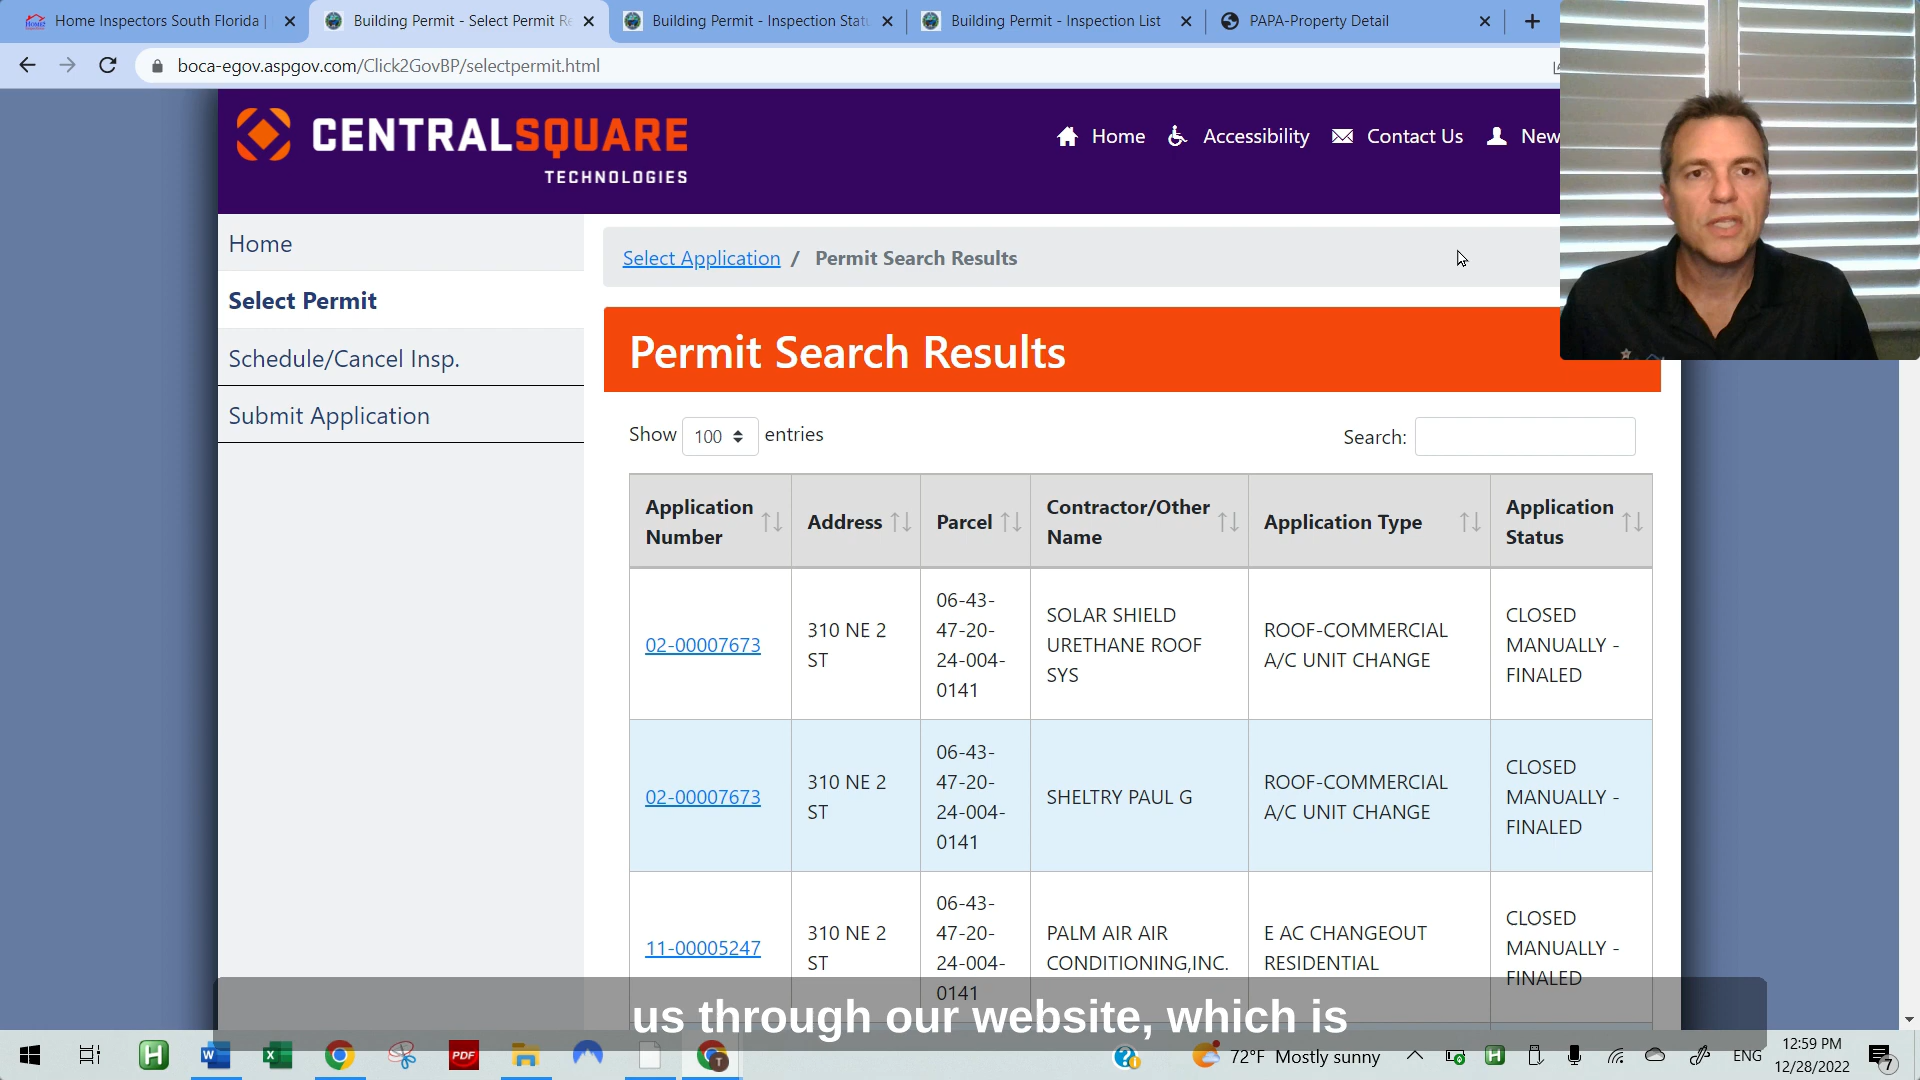 Home Inspectors South Florida |
Building Permit - Select Permit Re
Building Permit - Inspection Statu
Building Permit - Inspection List
PAPA-Property Detail
boca-egov.aspgov.com/Click2GovBP/selectpermit.html
CENTRALSQUARE
TECHNOLOGIES
Home
Accessibility
Contact Us
New
Home
Select Permit
Schedule/Cancel Insp.
Submit Application
Select Application / Permit Search Results
Permit Search Results
Show 100 entries
Search:
Application
Number
Address
Parcel
Contractor/Other
Name
Application Type
Application
Status
02-00007673
310 NE 2
ST
06-43-
47-20-
24-004-
0141
SOLAR SHIELD
URETHANE ROOF
SYS
ROOF-COMMERCIAL
A/C UNIT CHANGE
CLOSED
MANUALLY -
FINALED
02-00007673
310 NE 2
ST
06-43-
47-20-
24-004-
0141
SHELTRY PAUL G
ROOF-COMMERCIAL
A/C UNIT CHANGE
CLOSED
MANUALLY -
FINALED
11-00005247
310 NE 2
ST
06-43-
47-20-
24-004-
0141
PALM AIR AIR
CONDITIONING,INC.
E AC CHANGEOUT
RESIDENTIAL
CLOSED
MANUALLY -
FINALED
us through our website, which is
PDF
72°F Mostly sunny
ENG
12:59 PM
12/28/2022
7